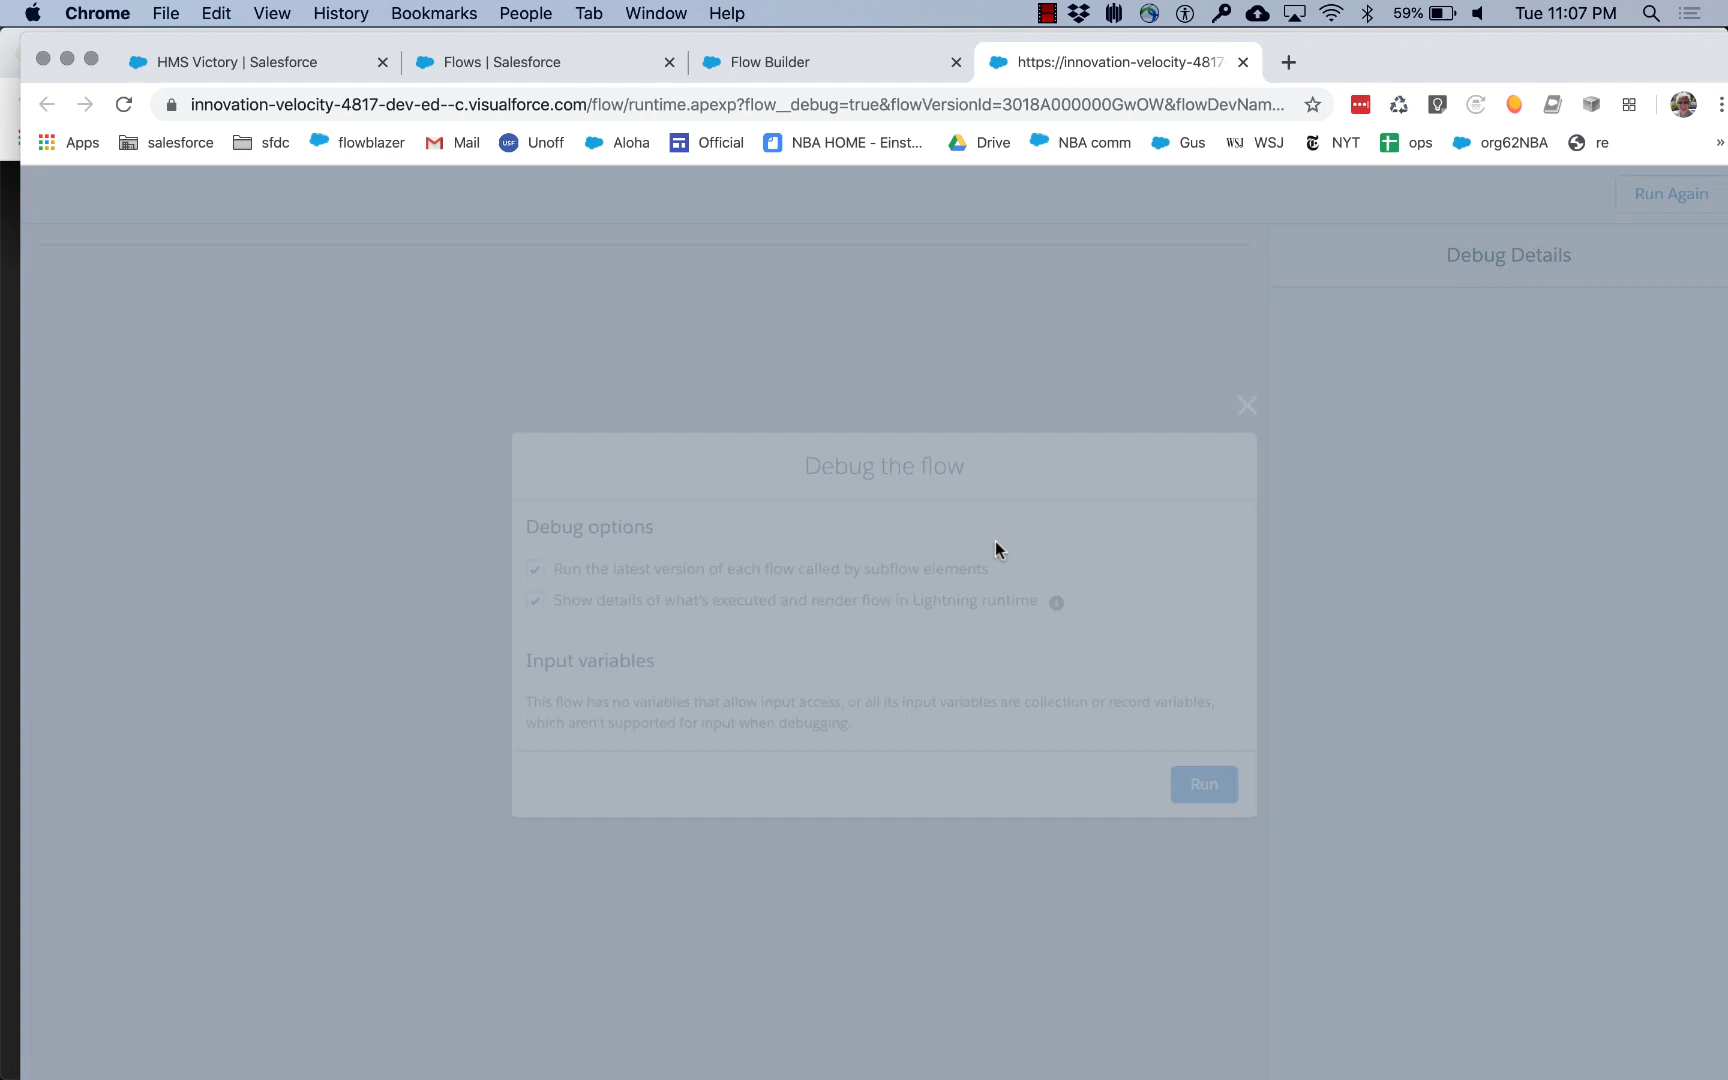 Chrome File Edit View History Bookmarks People Tab Window Help 59% Tue 11:07 PM
HMS Victory | Salesforce Flows | Salesforce Flow Builder https://innovation-velocity-4817-
innovation-velocity-4817-dev-ed--c.visualforce.com/flow/runtime.apexp?flow__debug=true&flowVersionId=3018A000000GwOW&flowDevNam...
Apps salesforce sfdc flowblazer Mail USF Unoff Aloha Official NBA HOME - Einst... Drive NBA comm Gus WSJ WSJ NYT ops org62NBA re »
Run Again
Debug Details
Debug the flow
Debug options
Run the latest version of each flow called by subflow elements
Show details of what's executed and render flow in Lightning runtime
Input variables
This flow has no variables that allow input access, or all its input variables are collection or record variables,
which aren't supported for input when debugging.
Run